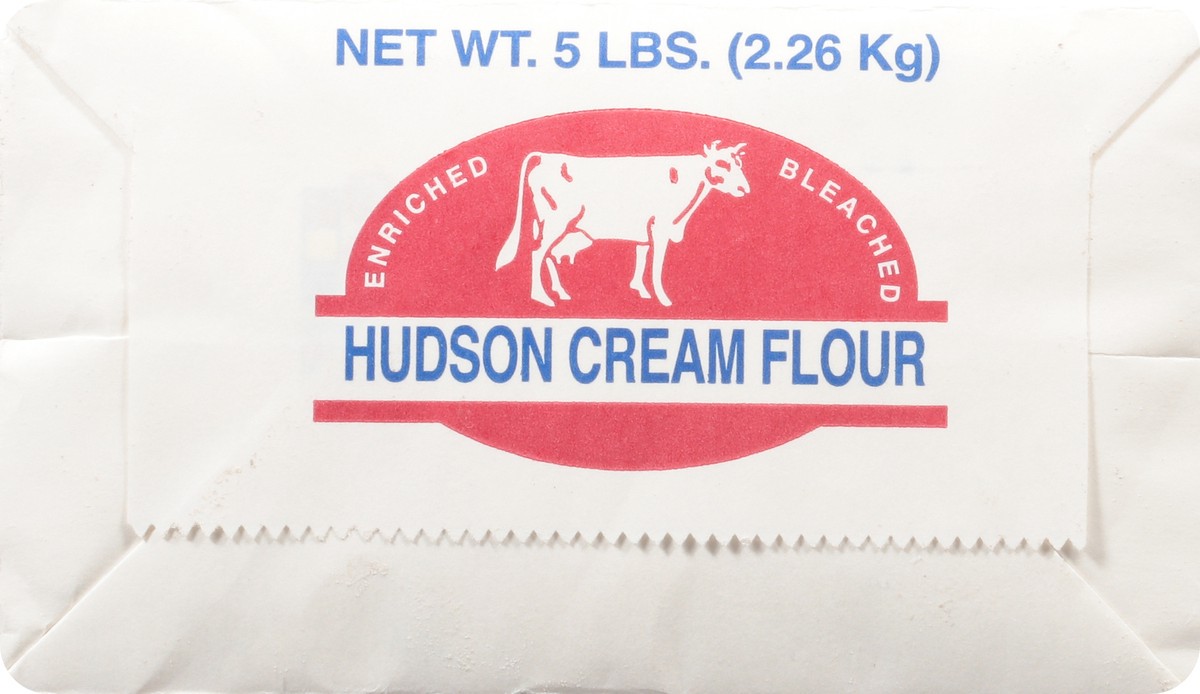 NET WT. 5 LBS. (2.26 Kg)
ENRICHED BLEACHED
HUDSON CREAM FLOUR